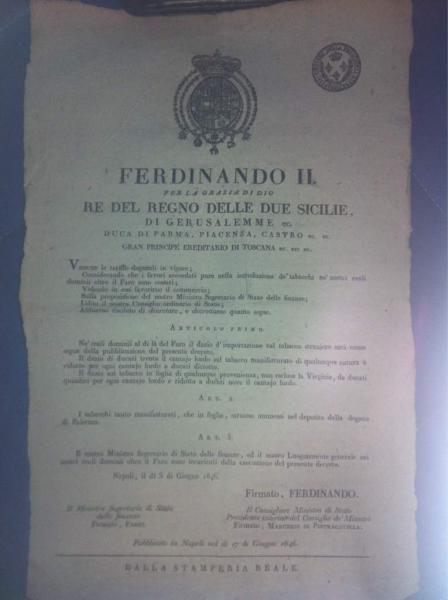 FERDINANDO II.
PER LA GRAZIA DI DIO
RE DEL REGNO DELLE DUE SICILIE,
DI GERUSALEMME ec.
DUCA DI PARMA, PIACENZA, CASTRO ec. ec.
GRAN PRINCIPE EREDITARIO DI TOSCANA ec. ec. ec.
Vedute le tariffe doganali in vigore;
Considerando che i favori accordati pura nella introduzione de' tabacchi ne' nostri reali
dominii oltre il Faro sono cessati;
Volendo in essi favorirne il commercio;
Sulla proposizione del nostro Ministro Segretario di Stato delle finanze;
Udito il nostro Consiglio ordinario di Stato;
Abbiamo risoluto di decretare, e decretiamo quanto segue.
ARTICOLO PRIMO.
Ne' reali dominii al di là del Faro il dazio d'importazione sul tabacco straniero sarà come
segue dalla pubblicazione del presente decreto.
Il dazio di ducati trenta il cantajo lordo sul tabacco manifatturato di qualunque natura è
ridotto per ogni cantajo lordo a ducati diciotto.
Il dazio sul tabacco in foglia di qualunque provenienza, non esclusa la Virginia, da ducati
quindici per ogni cantajo lordo è ridotto a ducati nove il cantajo lordo.
ART. 2.
I tabacchi tanto manifatturati, che in foglia, saranno ammessi nel deposito della dogana
di Palermo.
ART. 3.
Il nostro Ministro Segretario di Stato delle finanze, ed il nostro Luogotenente generale nei
nostri reali dominii oltre il Faro sono incaricati della esecuzione del presente decreto.
Napoli, il dì 5 di Giugno 1846.
Firmato, FERDINANDO.
Il Ministro Segretario di Stato
delle finanze
Firmato, FERRI.
Il Consigliere Ministro di Stato
Presidente interino del Consiglio de' Ministri
Firmato, MARCHESE DI PIETRACATELLA.
Pubblicato in Napoli nel dì 17 di Giugno 1846.
DALLA STAMPERIA REALE.